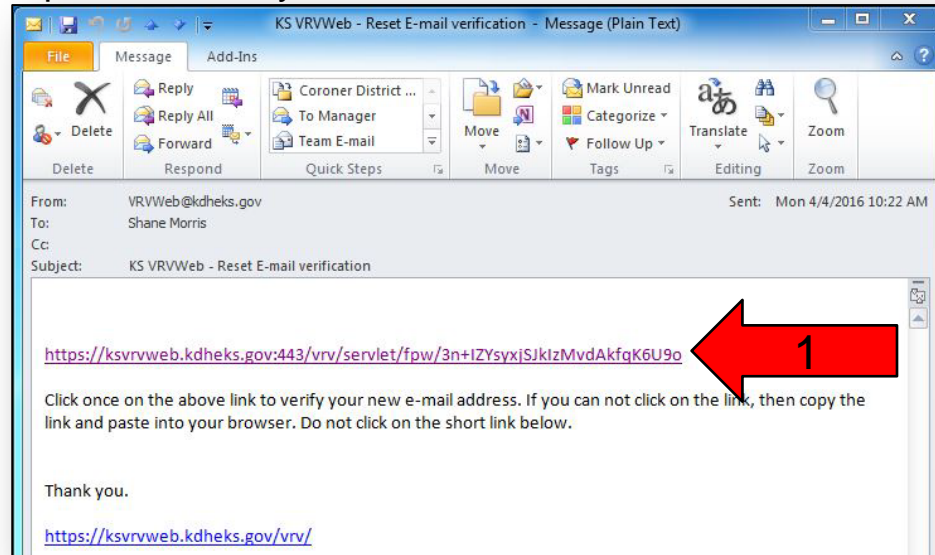 KS VRVWeb - Reset E-mail verification - Message (Plain Text)
File Message Add-Ins
Delete
Reply
Reply All
Forward
Coroner District ...
To Manager
Team E-mail
Move
Mark Unread
Categorize
Follow Up
Translate
Zoom
Delete Respond Quick Steps Move Tags Editing Zoom
From: VRVWeb@kdheks.gov Sent: Mon 4/4/2016 10:22 AM
To: Shane Morris
Cc:
Subject: KS VRVWeb - Reset E-mail verification
https://ksvrvweb.kdheks.gov:443/vrv/servlet/fpw/3n+IZYsyxjSJkIzMvdAkfqK6U9o
1
Click once on the above link to verify your new e-mail address. If you can not click on the link, then copy the
link and paste into your browser. Do not click on the short link below.
Thank you.
https://ksvrvweb.kdheks.gov/vrv/